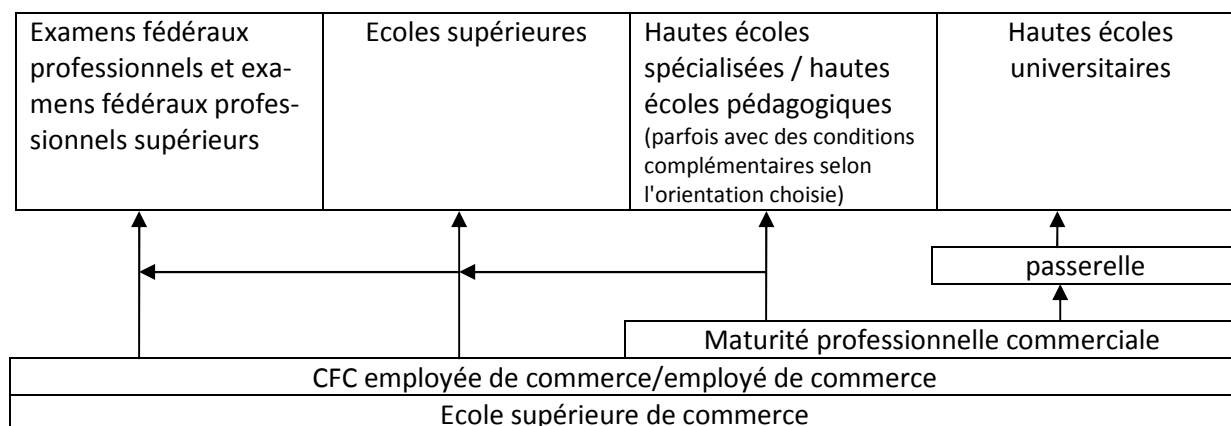 Examens fédéraux
professionnels et exa-
mens fédéraux profes-
sionnels supérieurs
Ecoles supérieures
Hautes écoles
spécialisées / hautes
écoles pédagogiques
(parfois avec des conditions
complémentaires selon
l'orientation choisie)
Hautes écoles
universitaires
passerelle
Maturité professionnelle commerciale
CFC employée de commerce/employé de commerce
Ecole supérieure de commerce